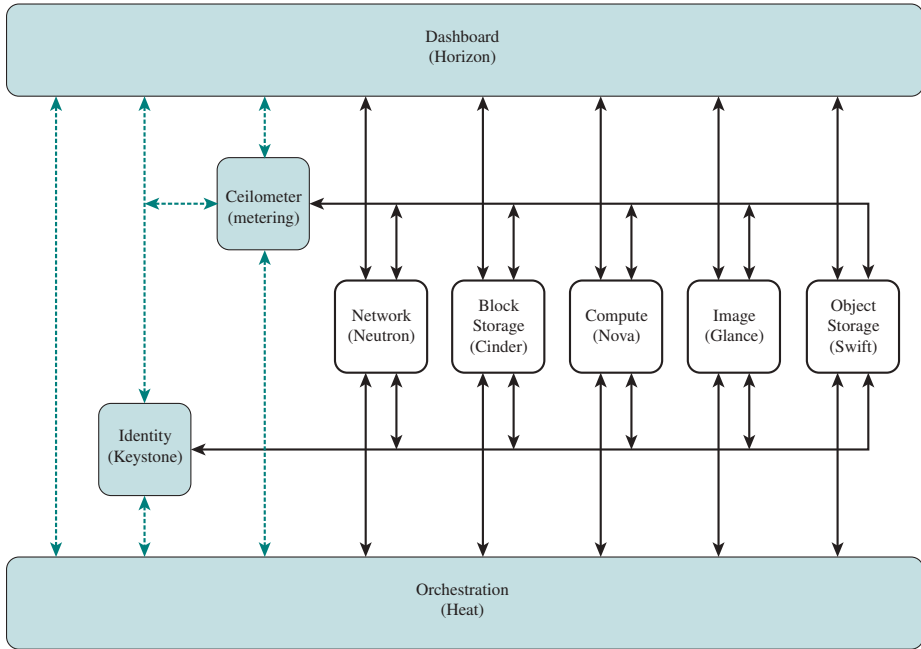 Dashboard
(Horizon)
Ceilometer
(metering)
Network
(Neutron)
Block
Storage
(Cinder)
Compute
(Nova)
Image
(Glance)
Object
Storage
(Swift)
Identity
(Keystone)
Orchestration
(Heat)